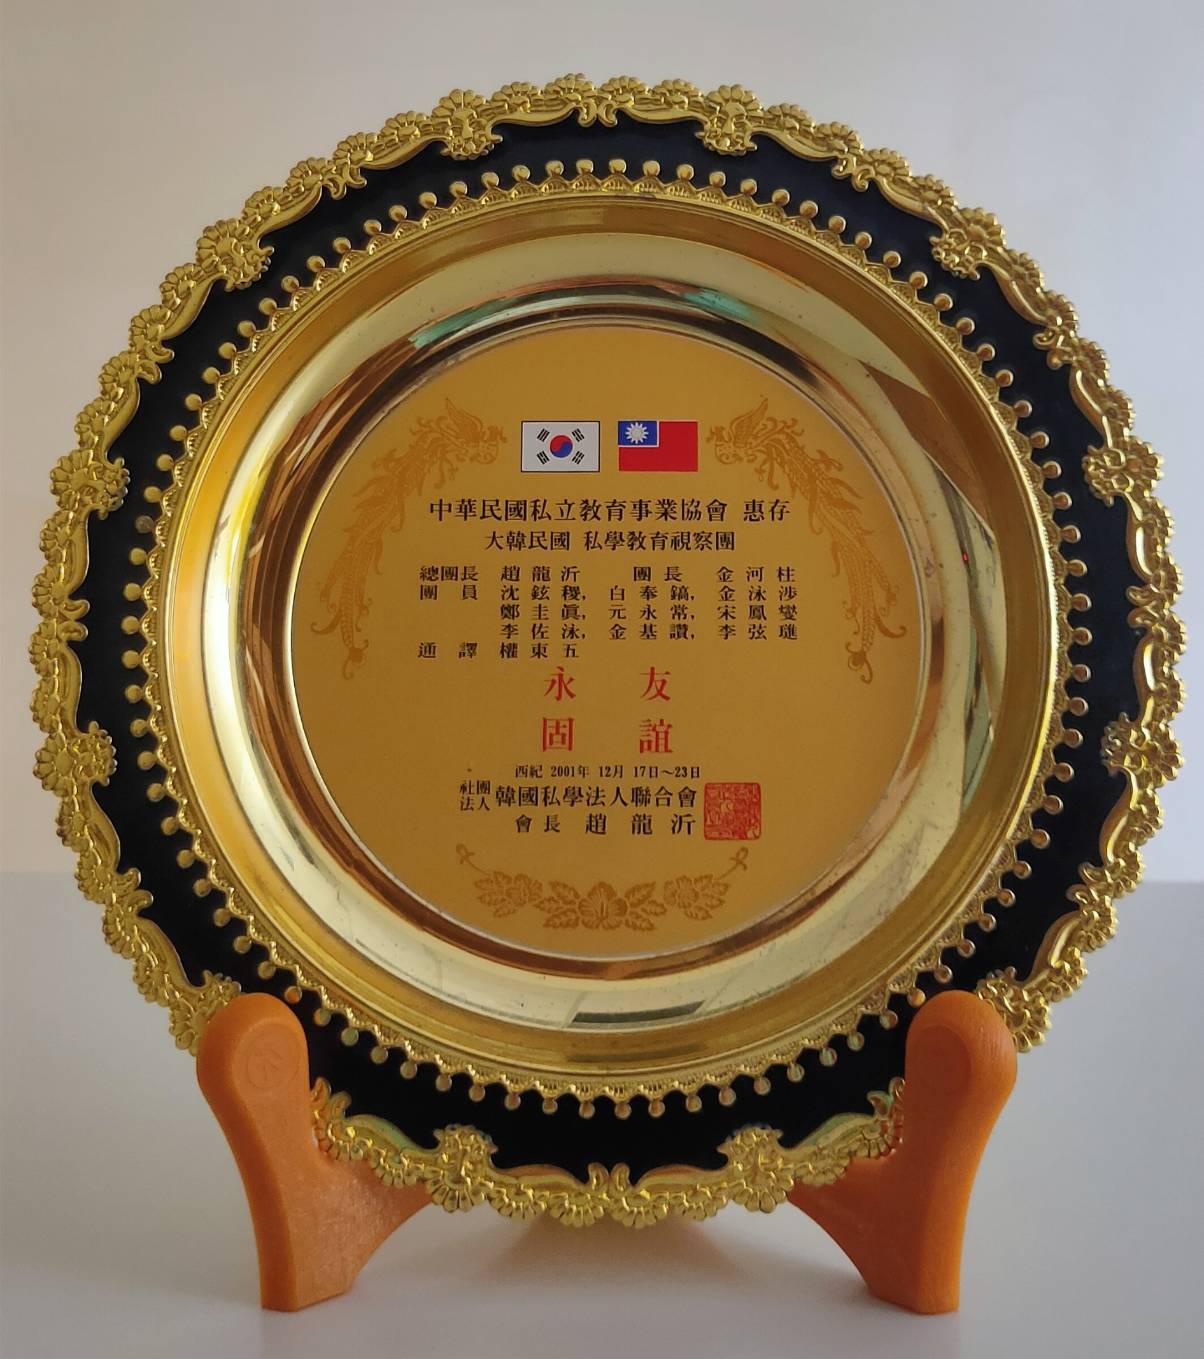 中華民國私立教育事業協會 惠存
大韓民國 私學教育視察團
總團長 趙龍沂 團長 金河柱
團員 沈鉉稷, 白奉鎬, 金泳涉
鄭圭眞, 元永常, 宋鳳燮
李佐泳, 金基讚, 李弦璡
通譯 權東五
友誼
永固
西紀 2001年 12月 17日~23日
社團法人 韓國私學法人聯合會
會長 趙龍沂